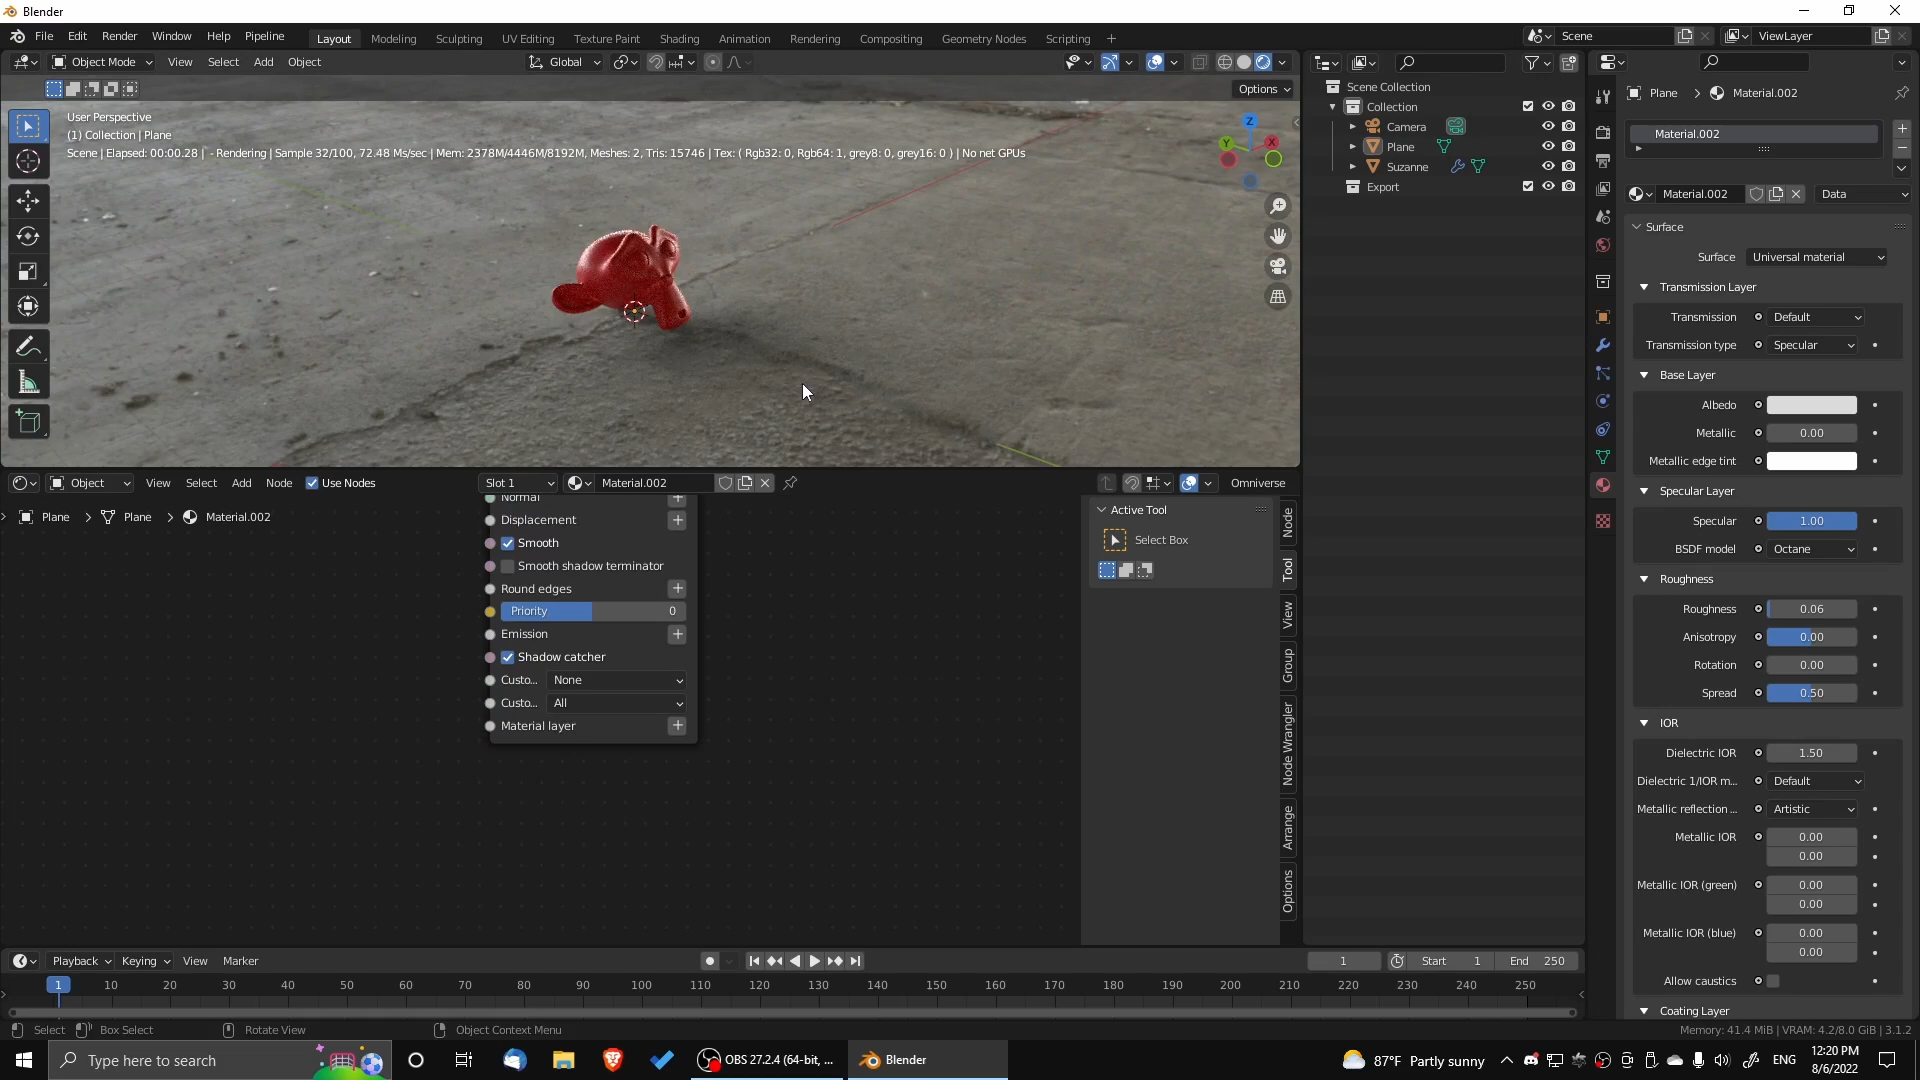 Blender
File Edit Render Window Help Pipeline Layout Modeling Sculpting UV Editing Texture Paint Shading Animation Rendering Compositing Geometry Nodes Scripting + Scene ViewLayer
Object Mode View Select Add Object Global
Options
User Perspective
(1) Collection | Plane
Scene | Elapsed: 00:00.28 | - Rendering | Sample 32/100, 72.48 Ms/sec | Mem: 2378M/4446M/8192M, Meshes: 2, Tris: 15746 | Tex: ( Rgb32: 0, Rgb64: 1, grey8: 0, grey16: 0 ) | No net GPUs
Z
Y X
Scene Collection
Collection
Camera
Plane
Suzanne
Export
Plane > Material.002
Material.002
Material.002 Data
Surface
Surface Universal material
Transmission Layer
Transmission Default
Transmission type Specular
Base Layer
Albedo
Metallic 0.00
Metallic edge tint
Specular Layer
Specular 1.00
BSDF model Octane
Roughness
Roughness 0.06
Anisotropy 0.00
Rotation 0.00
Spread 0.50
IOR
Dielectric IOR 1.50
Dielectric 1/IOR m... Default
Metallic reflection ... Artistic
Metallic IOR 0.00
0.00
Metallic IOR (green) 0.00
0.00
Metallic IOR (blue) 0.00
0.00
Allow caustics
Coating Layer
Object View Select Add Node Use Nodes Slot 1 Material.002 Omniverse
Plane > Plane > Material.002
Normal
Displacement
Smooth
Smooth shadow terminator
Round edges
Priority 0
Emission
Shadow catcher
Custo... None
Custo... All
Material layer
Active Tool
Select Box
Node
Tool
View
Group
Node Wrangler
Arrange
Options
Playback Keying View Marker 1 Start 1 End 250
1 10 20 30 40 50 60 70 80 90 100 110 120 130 140 150 160 170 180 190 200 210 220 230 240 250
Select Box Select Rotate View Object Context Menu Memory: 41.4 MiB | VRAM: 4.2/8.0 GiB | 3.1.2
Type here to search OBS 27.2.4 (64-bit, ... Blender 87°F Partly sunny ENG 12:20 PM
8/6/2022